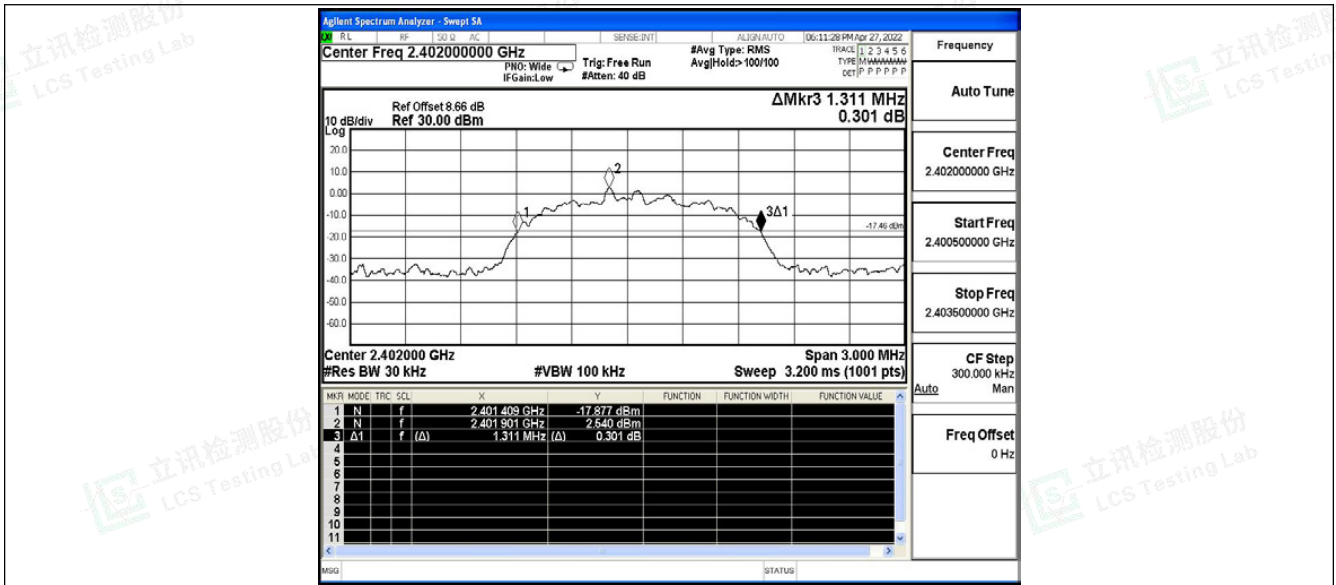 Agilent Spectrum Analyzer - Swept SA
RL RF 50 Ω AC SENSE:INT ALIGNAUTO 06:11:28 PM Apr 27, 2022
Center Freq 2.402000000 GHz
PNO: Wide
IFGain:Low
Trig: Free Run
#Atten: 40 dB
#Avg Type: RMS
Avg|Hold:>100/100
TRACE 1 2 3 4 5 6
TYPE M W W W W W
DET P P P P P P
Frequency
Auto Tune
Center Freq
2.402000000 GHz
Start Freq
2.400500000 GHz
Stop Freq
2.403500000 GHz
CF Step
300.000 kHz
Auto Man
Freq Offset
0 Hz
ΔMkr3 1.311 MHz
0.301 dB
Ref Offset 8.66 dB
10 dB/div Ref 30.00 dBm
Log
20.0
10.0
0.00
-10.0
-20.0
-30.0
-40.0
-50.0
-60.0
1
2
3Δ1
-17.46 dBm
Center 2.402000 GHz Span 3.000 MHz
#Res BW 30 kHz #VBW 100 kHz Sweep 3.200 ms (1001 pts)
MKR MODE TRC SCL X Y FUNCTION FUNCTION WIDTH FUNCTION VALUE
1 N f 2.401 409 GHz -17.877 dBm
2 N f 2.401 901 GHz 2.540 dBm
3 Δ1 f (Δ) 1.311 MHz (Δ) 0.301 dB
4
5
6
7
8
9
10
11
MSG STATUS
立讯检测股份
LCS Testing Lab
立讯检测股份
LCS Testing Lab
立讯检测股份
LCS Testing Lab